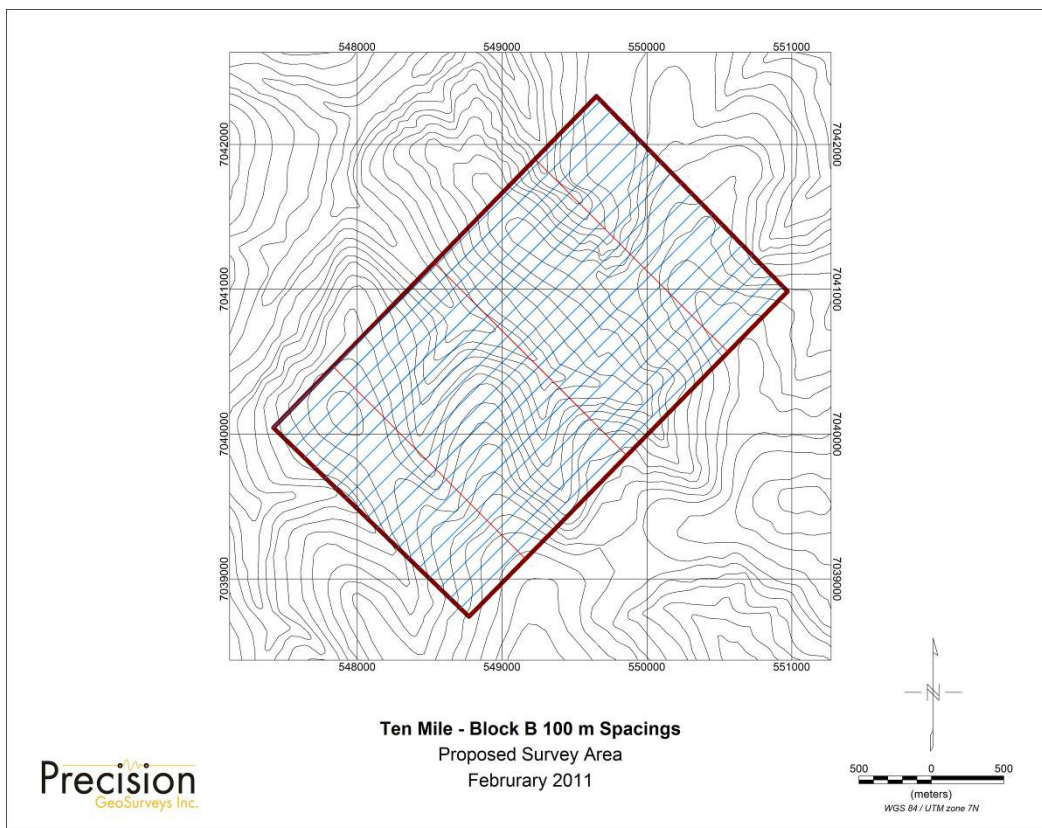 548000 549000 550000 551000
7042000 7042000
7041000 7041000
7040000 7040000
7039000 7039000
548000 549000 550000 551000
Ten Mile - Block B 100 m Spacings
Proposed Survey Area
Februrary 2011
Precision
GeoSurveys Inc.
N
500 0 500
(meters)
WGS 84 / UTM zone 7N